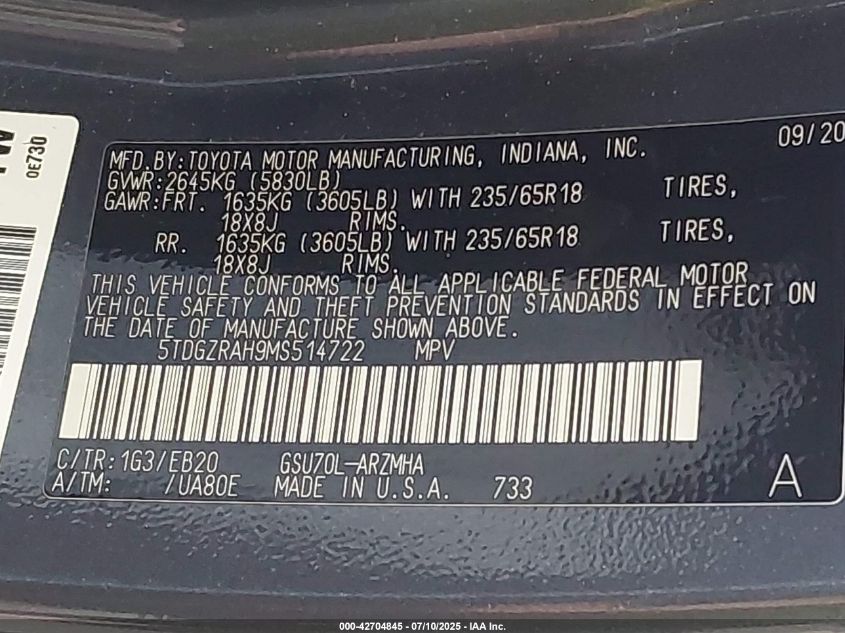 0E730
09/20
MFD.BY:TOYOTA MOTOR MANUFACTURING, INDIANA, INC.
GVWR:2645KG (5830LB)
GAWR:FRT. 1635KG (3605LB) WITH 235/65R18 TIRES,
18X8J RIMS.
RR. 1635KG (3605LB) WITH 235/65R18 TIRES,
18X8J RIMS.
THIS VEHICLE CONFORMS TO ALL APPLICABLE FEDERAL MOTOR
VEHICLE SAFETY AND THEFT PREVENTION STANDARDS IN EFFECT ON
THE DATE OF MANUFACTURE SHOWN ABOVE.
5TDGZRAH9MS514722 MPV
C/TR:1G3/EB20 GSU70L-ARZMHA
A/TM: /UA80E MADE IN U.S.A. 733 A
000-42704845 - 07/10/2025 - IAA Inc.